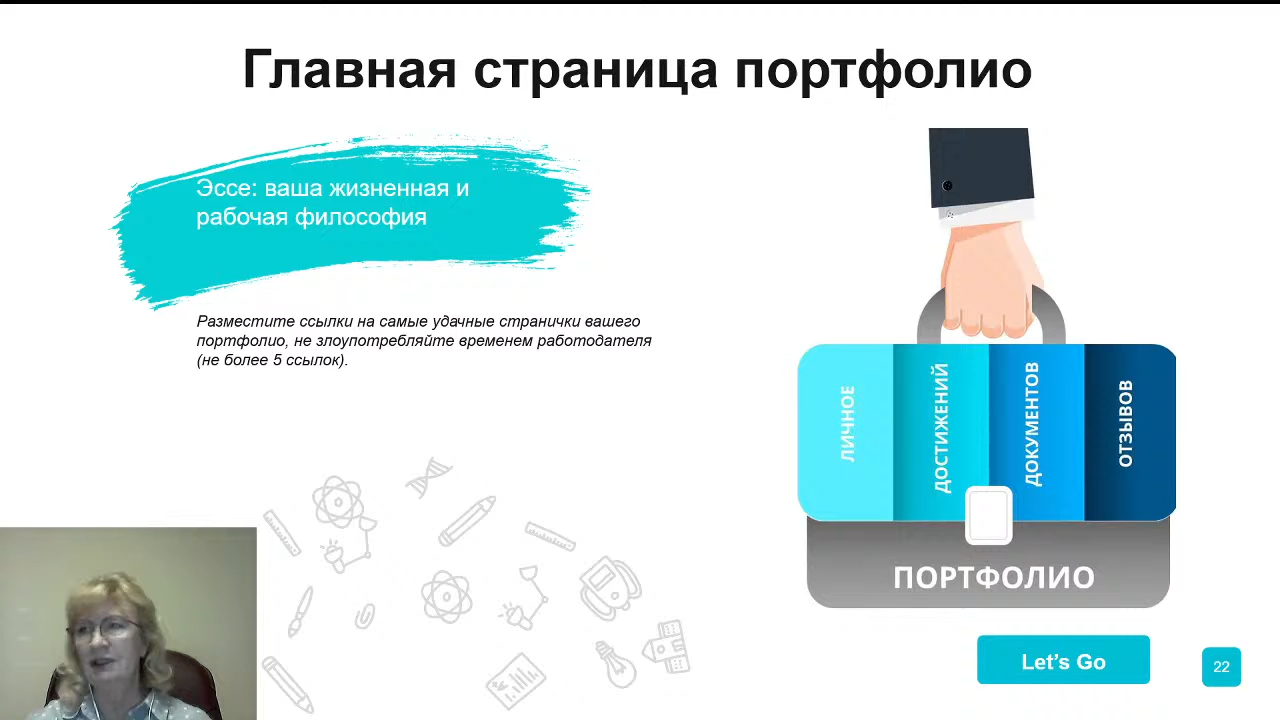 Главная страница портфолио
Эссе: ваша жизненная и
рабочая философия
Разместите ссылки на самые удачные странички вашего
портфолио, не злоупотребляйте временем работодателя
(не более 5 ссылок).
ЛИЧНОЕ
ДОСТИЖЕНИЙ
ДОКУМЕНТОВ
ОТЗЫВОВ
ПОРТФОЛИО
Let's Go
22